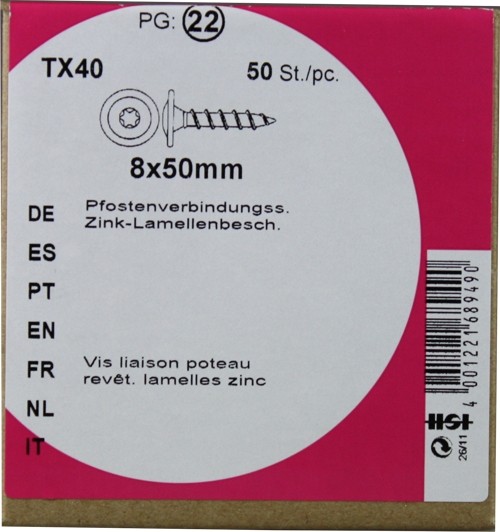 PG: 22
TX40
50 St./pc.
8x50mm
DE Pfostenverbindungss.
Zink-Lamellenbesch.
ES
PT
EN
FR Vis liaison poteau
revêt. lamelles zinc
NL
IT
4 001221 689490
HSI
26/11